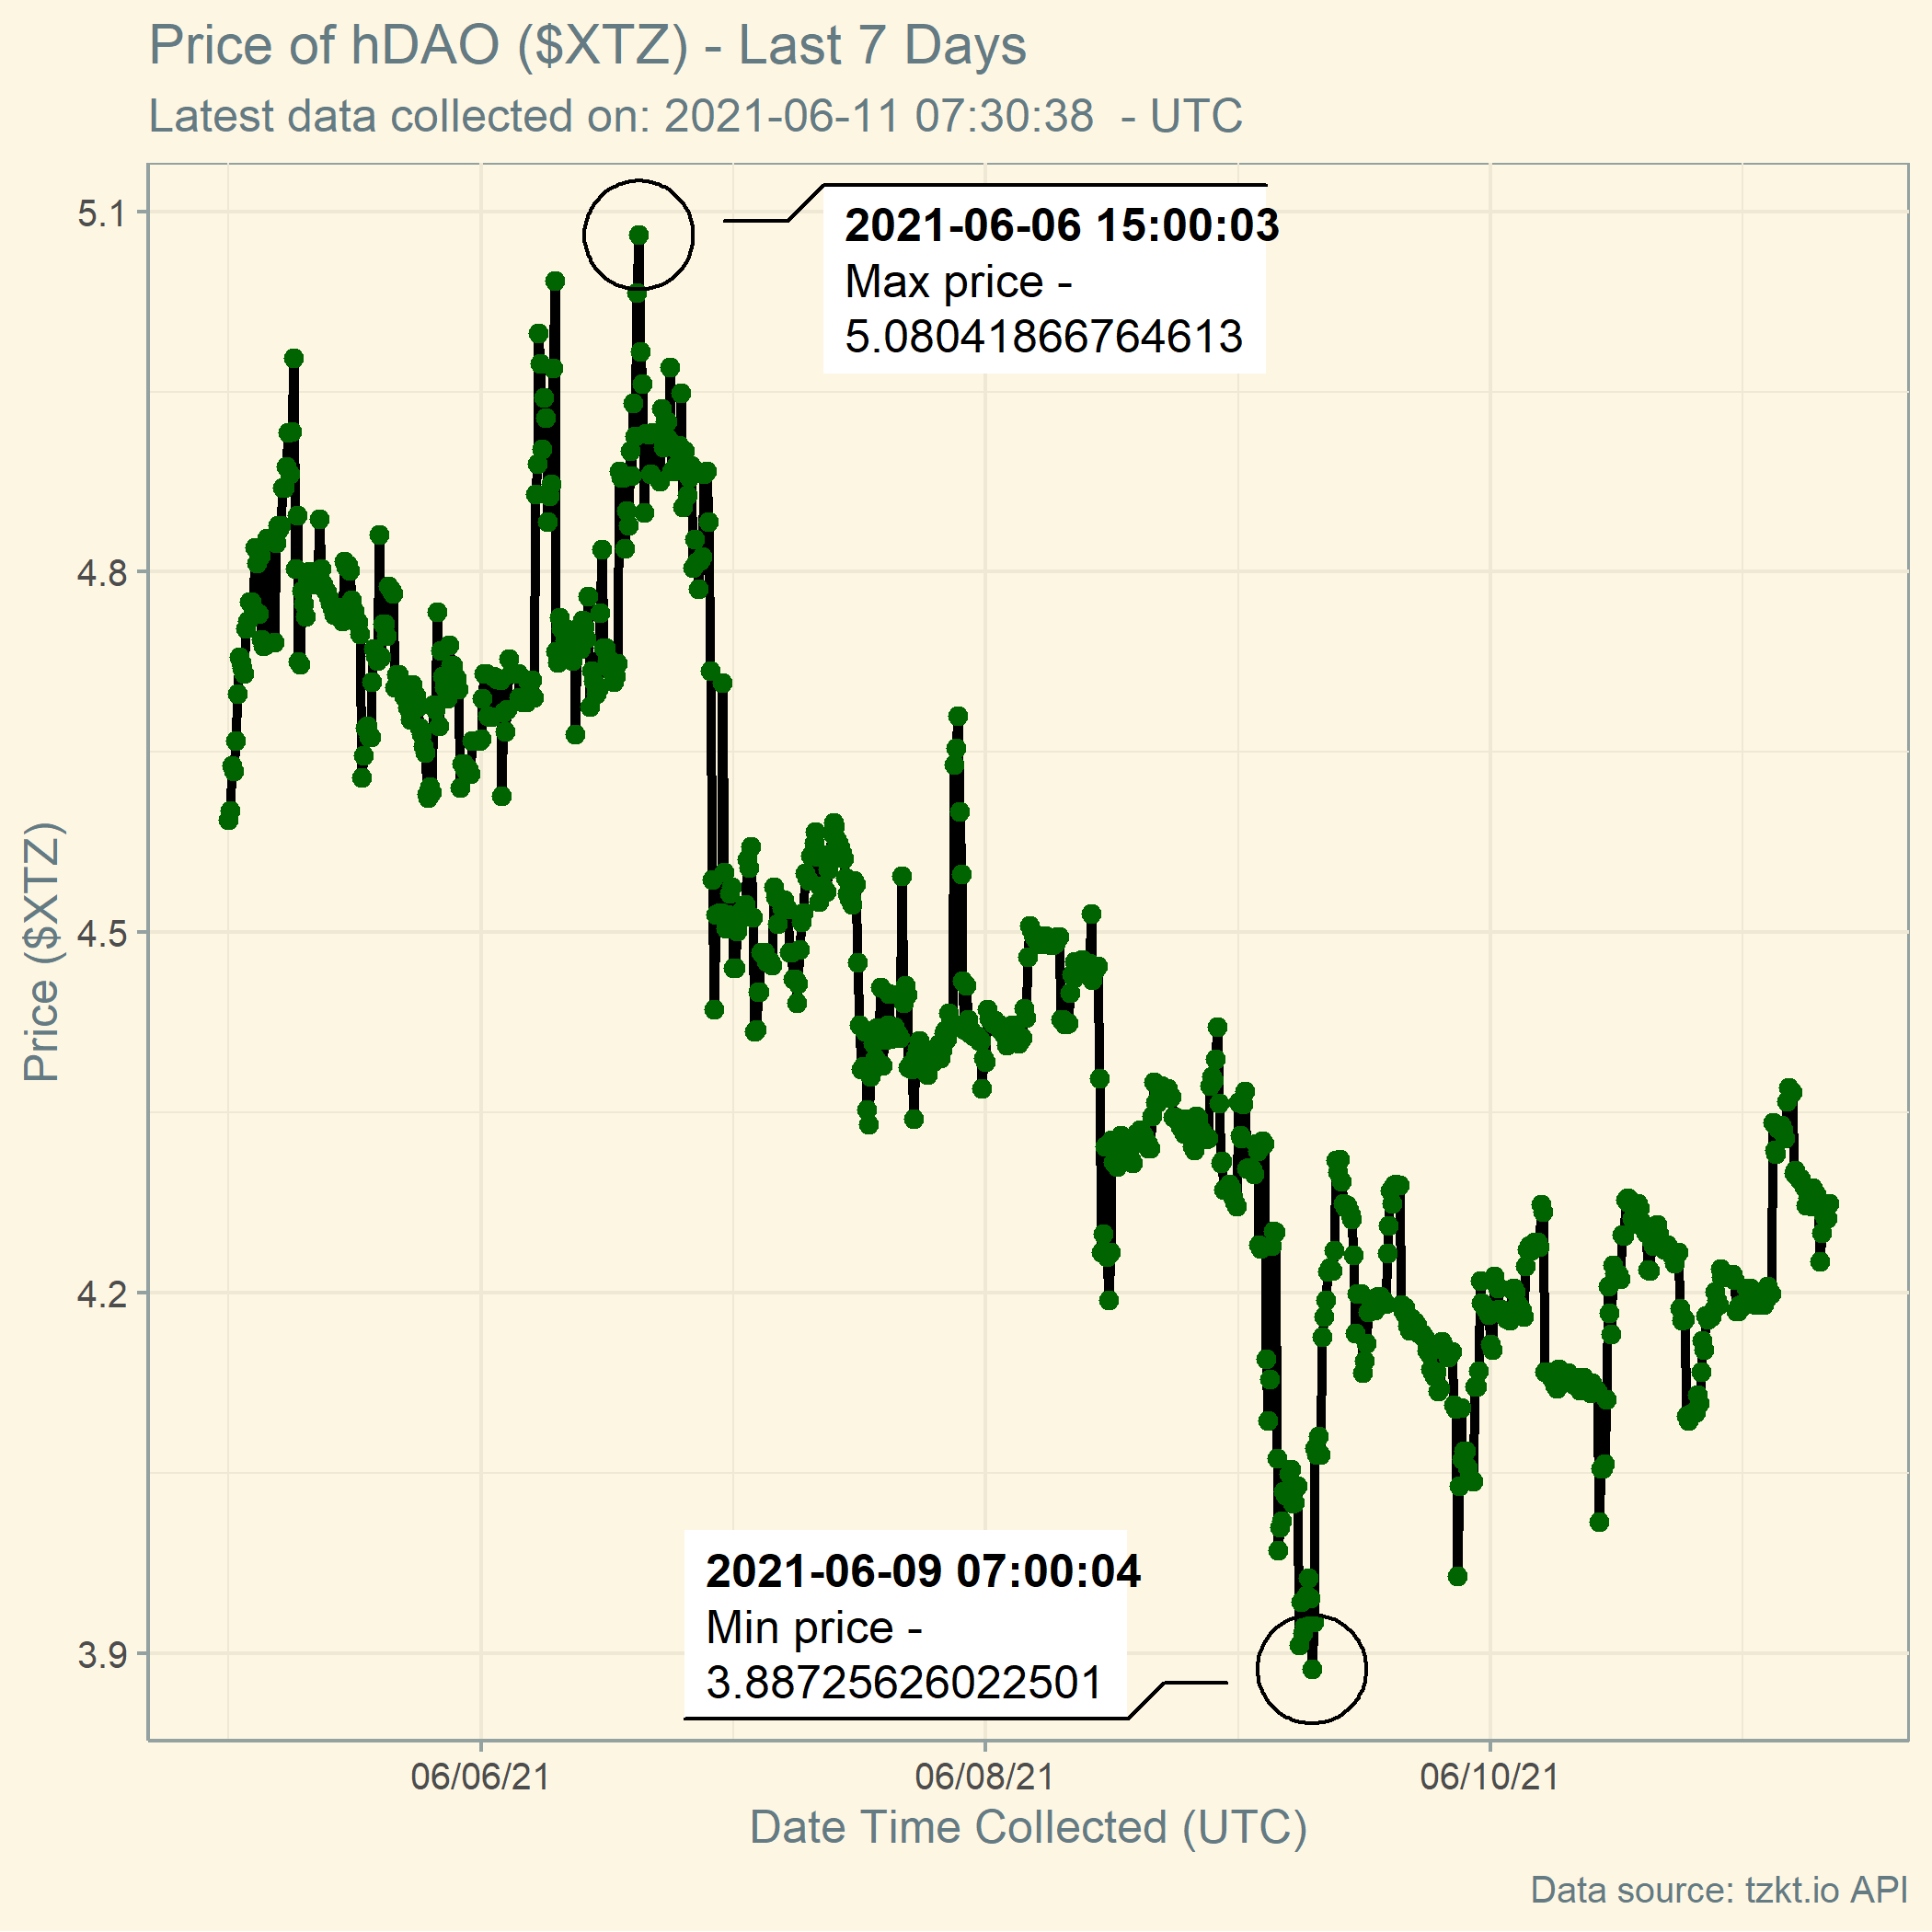 Price of hDAO ($XTZ) - Last 7 Days
Latest data collected on: 2021-06-11 07:30:38  - UTC
5.1
4.8
4.5
4.2
3.9
Price ($XTZ)
2021-06-06 15:00:03
Max price -
5.08041866764613
2021-06-09 07:00:04
Min price -
3.88725626022501
06/06/21
06/08/21
06/10/21
Date Time Collected (UTC)
Data source: tzkt.io API